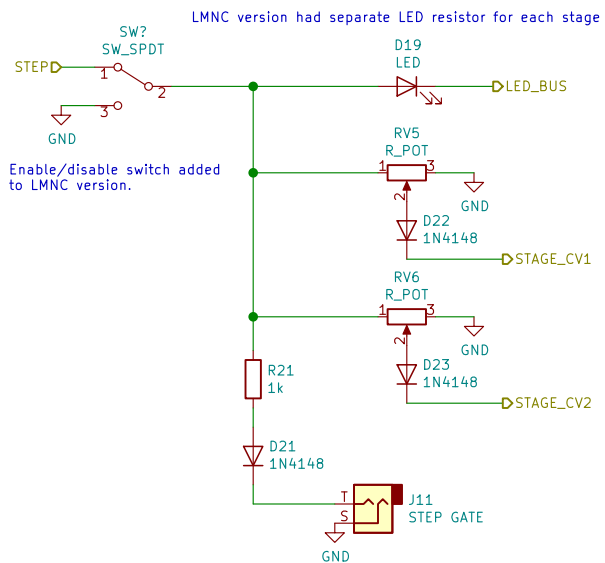 LMNC version had separate LED resistor for each stage
SW?
SW_SPDT
D19
LED
STEP
1
2
LED_BUS
3
GND
RV5
R_POT
Enable/disable switch added
to LMNC version.
1
3
2
GND
D22
1N4148
STAGE_CV1
RV6
R_POT
1
3
2
GND
R21
1k
D23
1N4148
STAGE_CV2
D21
1N4148
T
J11
S
STEP GATE
GND